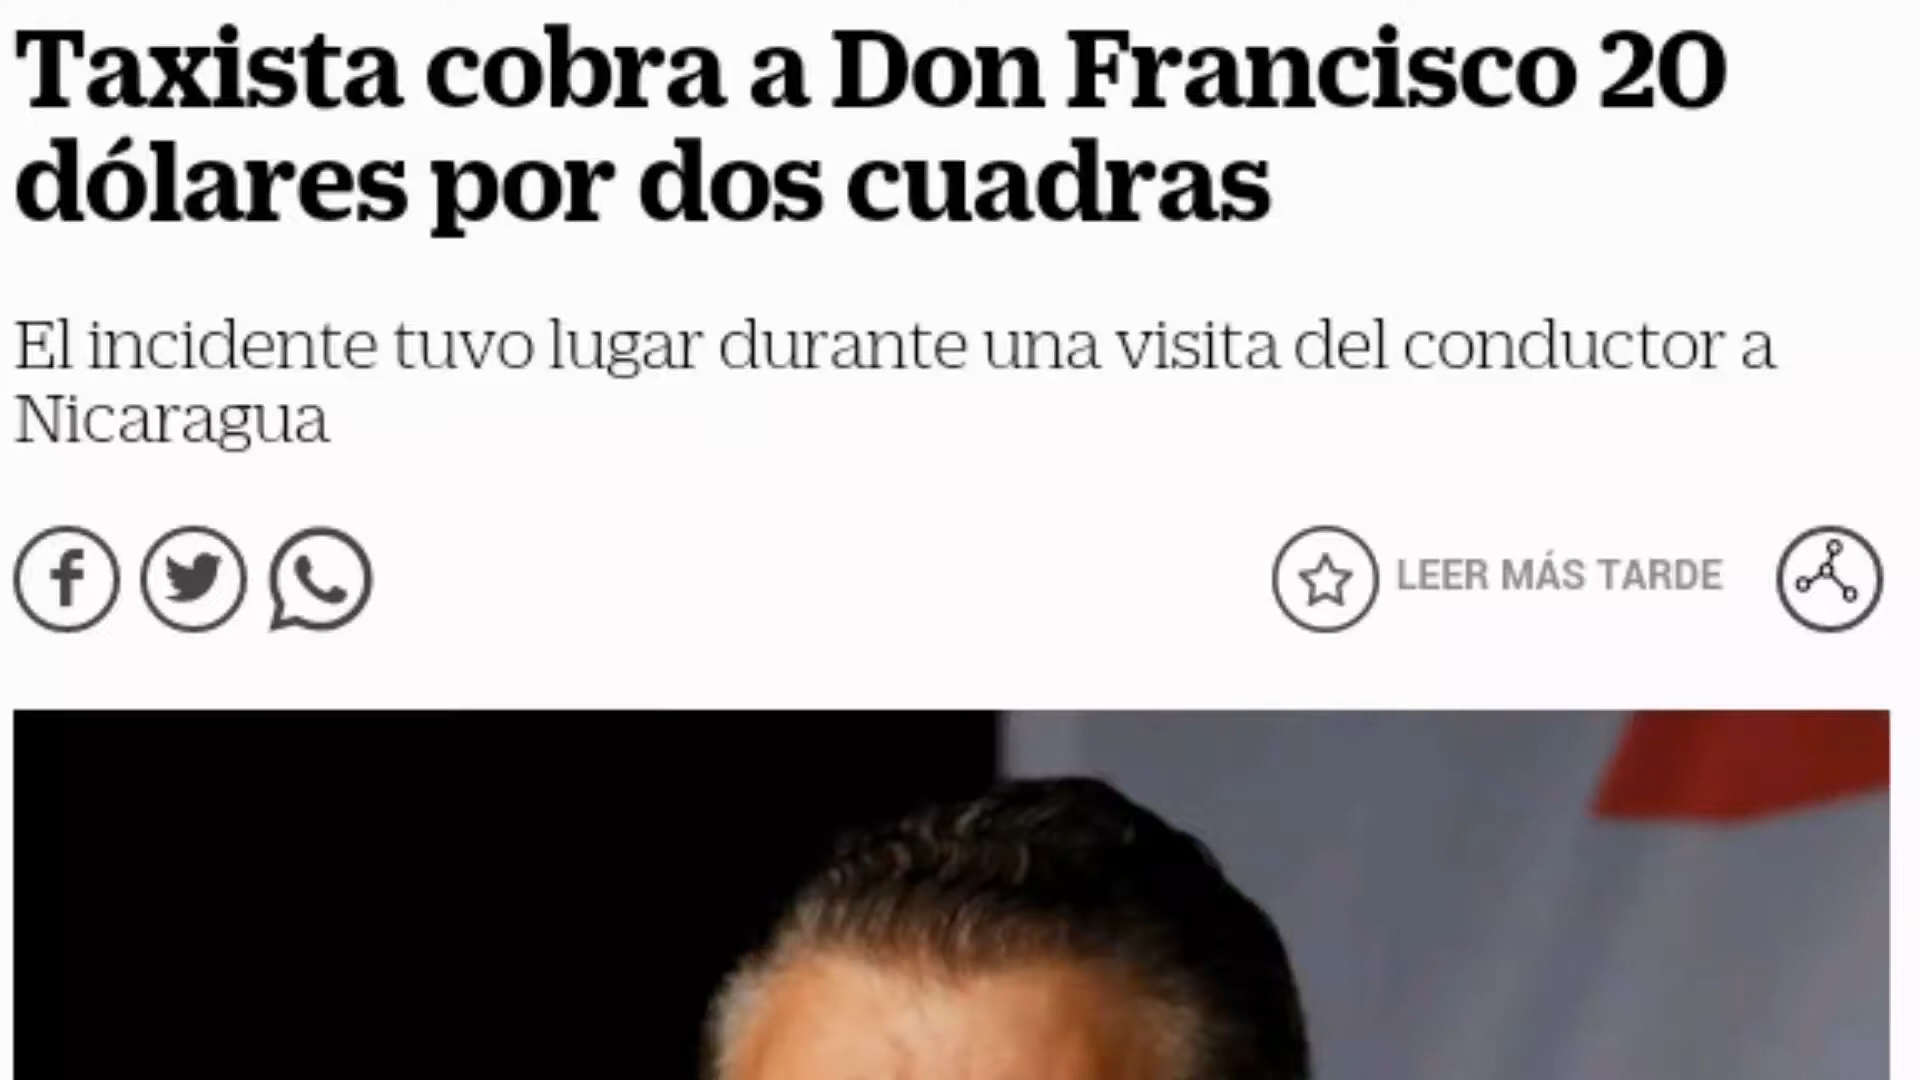 Taxista cobra a Don Francisco 20
dólares por dos cuadras
El incidente tuvo lugar durante una visita del conductor a
Nicaragua
LEER MÁS TARDE